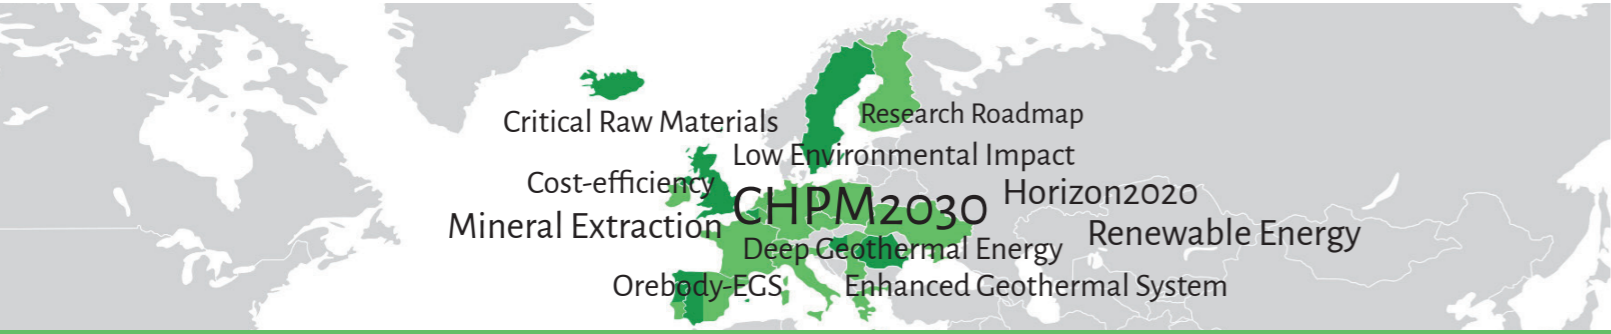 Critical Raw Materials
Research Roadmap
Low Environmental Impact
Cost-efficiency
CHPM2030
Horizon2020
Mineral Extraction
Renewable Energy
Deep Geothermal Energy
Orebody-EGS
Enhanced Geothermal System